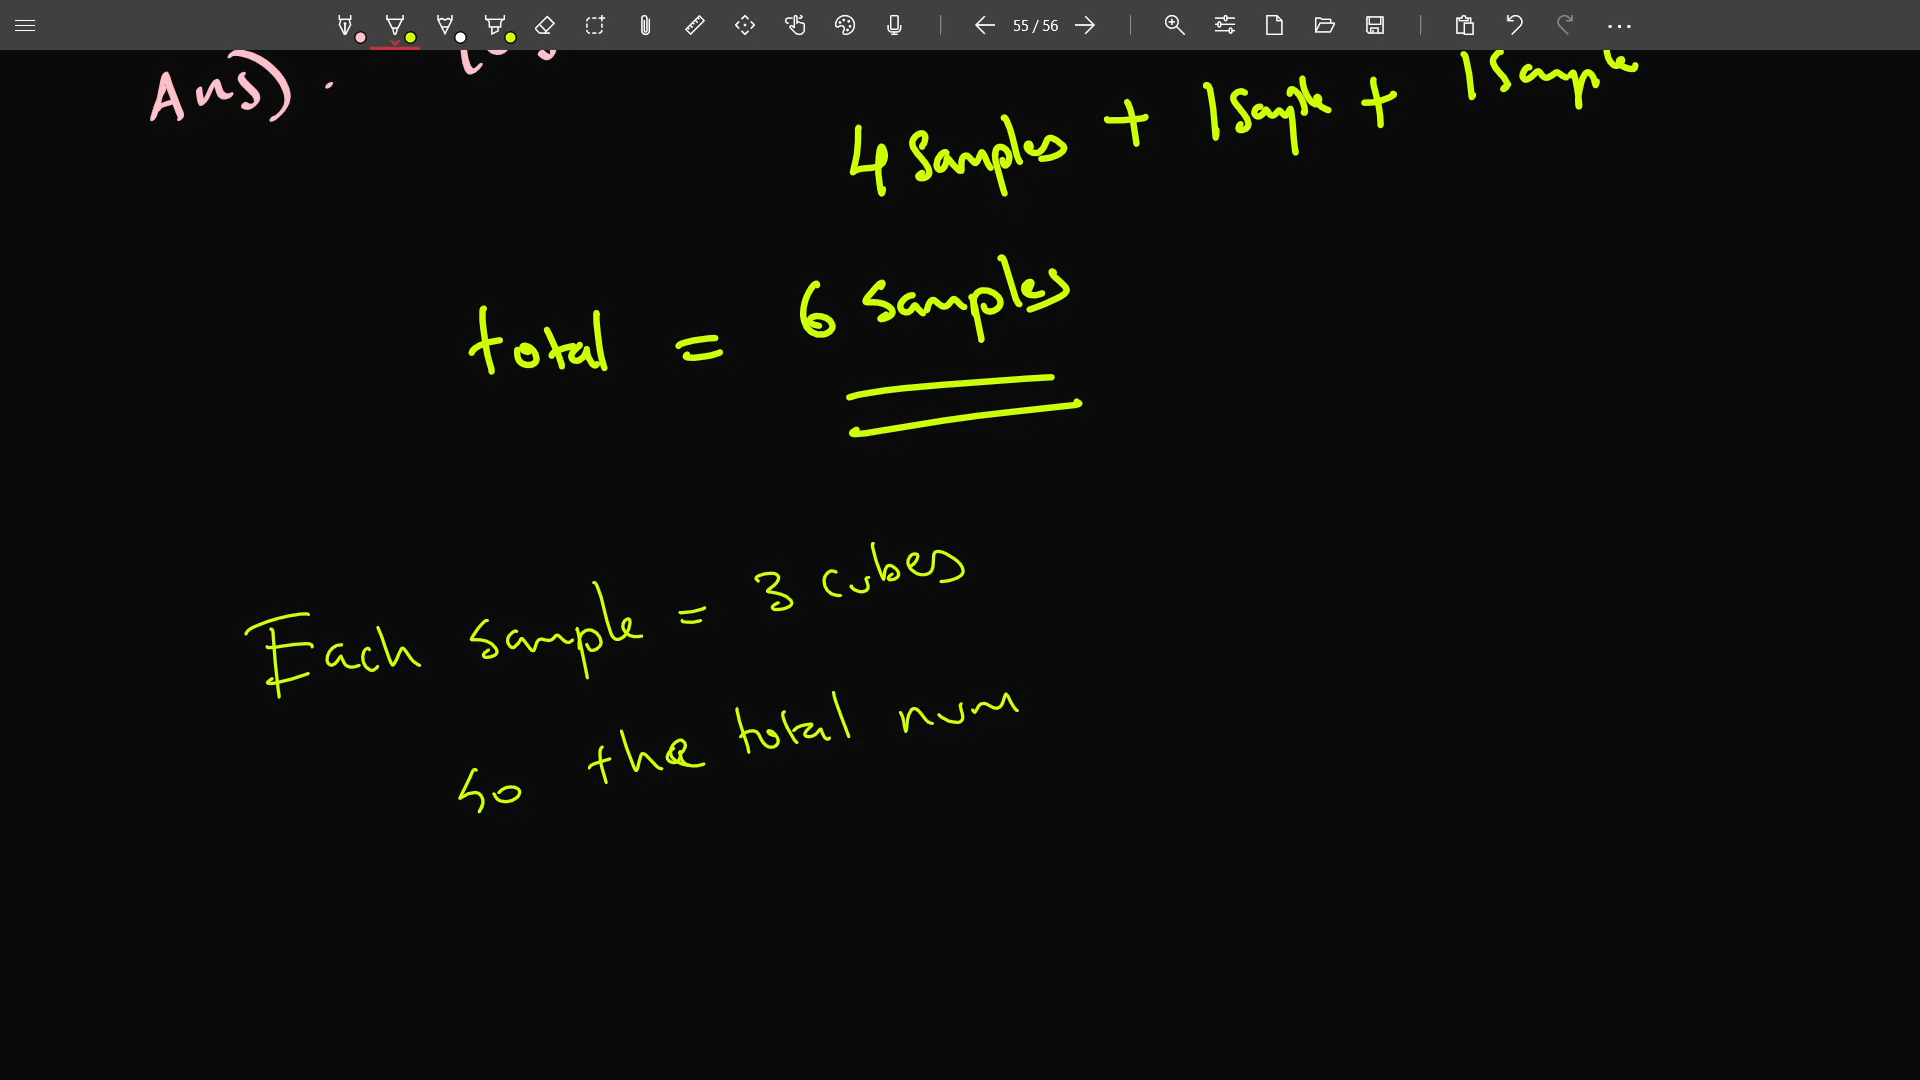 55 / 56
Ans) .
4 Samples + 1 Sample + 1 Sample
total = 6 samples
Each sample = 3 cubes
so the total num